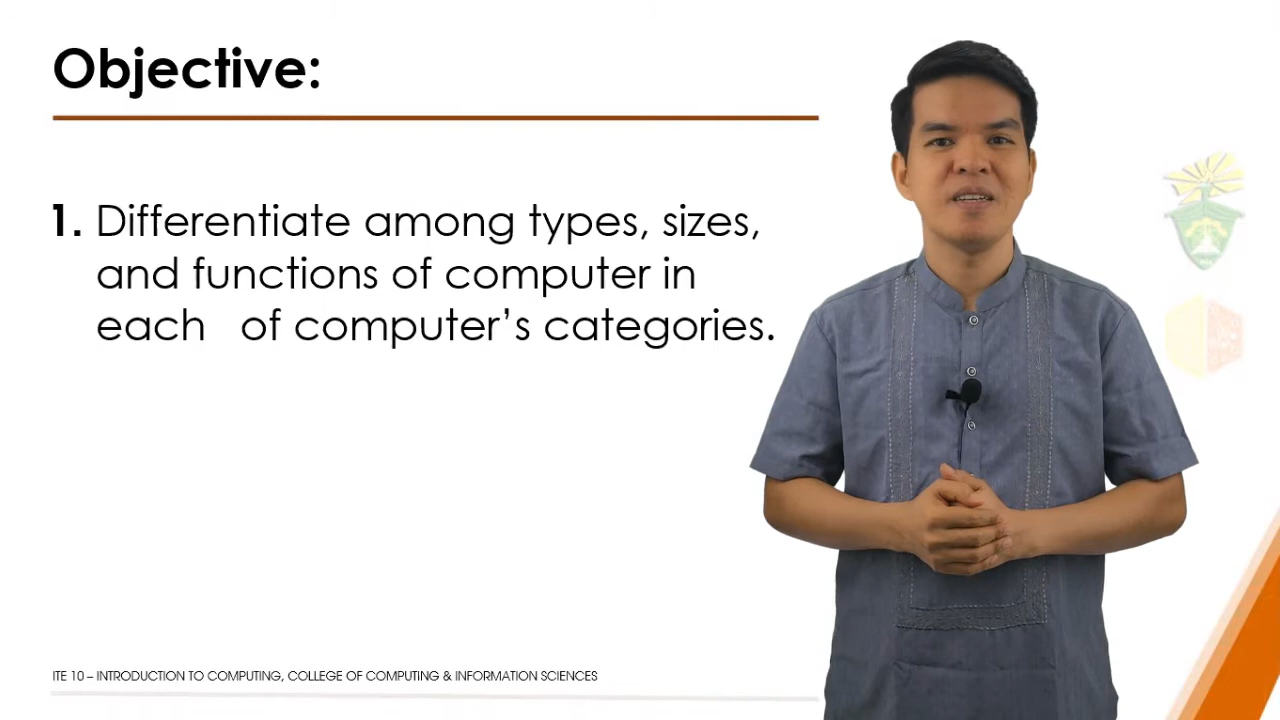 Objective:
1. Differentiate among types, sizes,
and functions of computer in
each of computer's categories.
ITE 10 – INTRODUCTION TO COMPUTING, COLLEGE OF COMPUTING & INFORMATION SCIENCES